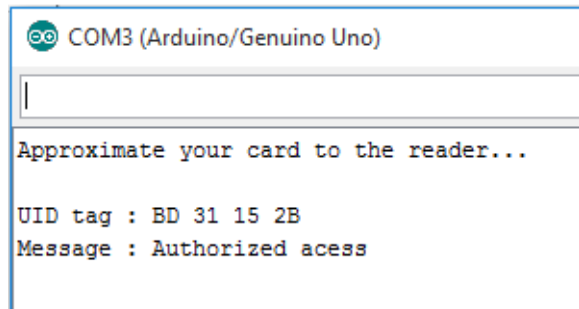 COM3 (Arduino/Genuino Uno)
Approximate your card to the reader...
UID tag : BD 31 15 2B
Message : Authorized acess